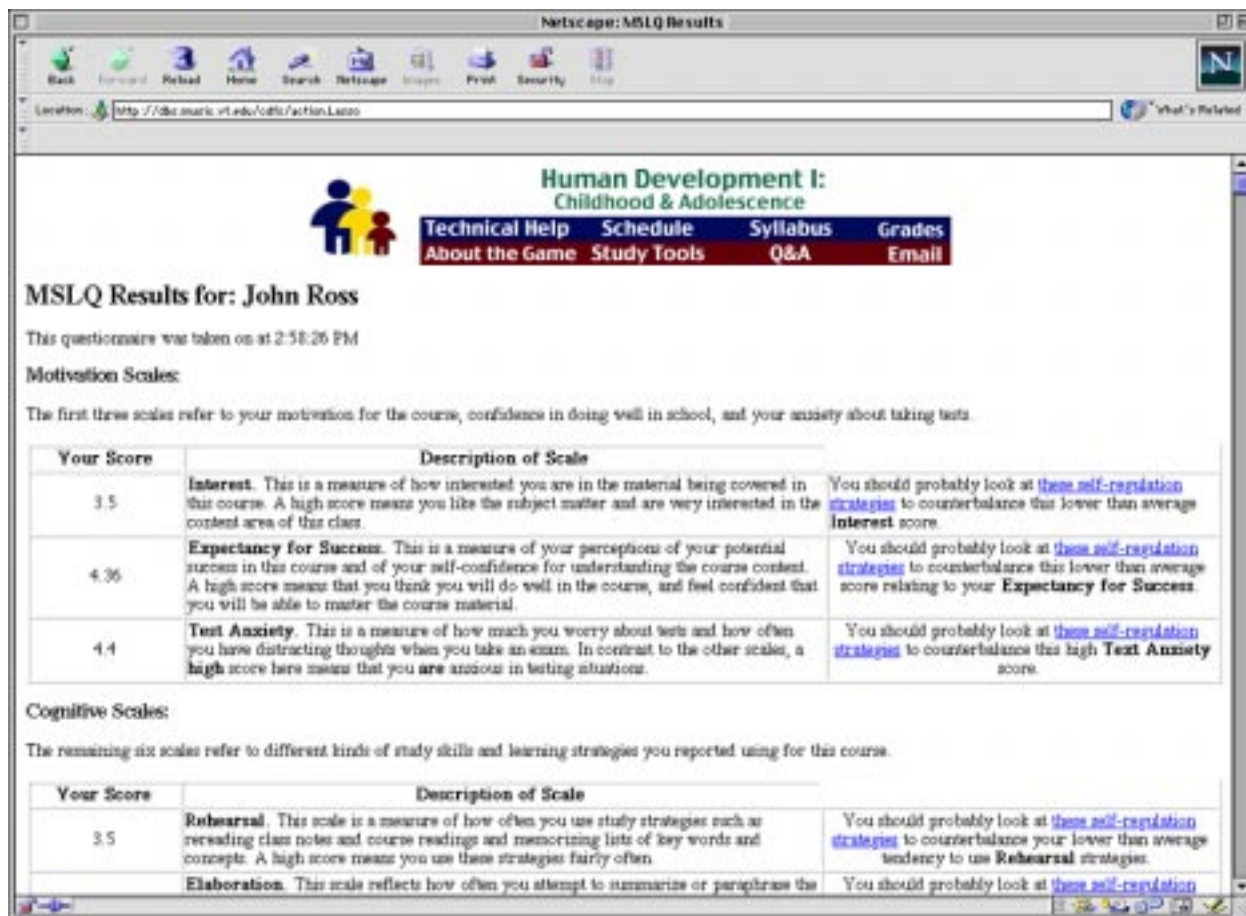 Netscape: MSLQ Results
Back Forward Reload Home Search Netscape Images Print Security Stop
Location: http://dbs.music.vt.edu/cdtls/action.Lasso What's Related
Human Development I:
Childhood & Adolescence
Technical Help Schedule Syllabus Grades
About the Game Study Tools Q&A Email
MSLQ Results for: John Ross
This questionnaire was taken on at 2:58:26 PM
Motivation Scales:
The first three scales refer to your motivation for the course, confidence in doing well in school, and your anxiety about taking tests.
Your Score Description of Scale
3.5
Interest. This is a measure of how interested you are in the material being covered in
this course. A high score means you like the subject matter and are very interested in the
content area of this class.
You should probably look at these self-regulation
strategies to counterbalance this lower than average
Interest score.
4.36
Expectancy for Success. This is a measure of your perceptions of your potential
success in this course and of your self-confidence for understanding the course content.
A high score means that you think you will do well in the course, and feel confident that
you will be able to master the course material.
You should probably look at these self-regulation
strategies to counterbalance this lower than average
score relating to your Expectancy for Success.
4.4
Test Anxiety. This is a measure of how much you worry about tests and how often
you have distracting thoughts when you take an exam. In contrast to the other scales, a
high score here means that you are anxious in testing situations.
You should probably look at these self-regulation
strategies to counterbalance this high Text Anxiety
score.
Cognitive Scales:
The remaining six scales refer to different kinds of study skills and learning strategies you reported using for this course.
Your Score Description of Scale
3.5
Rehearsal. This scale is a measure of how often you use study strategies such as
rereading class notes and course readings and memorizing lists of key words and
concepts. A high score means you use these strategies fairly often.
You should probably look at these self-regulation
strategies to counterbalance your lower than average
tendency to use Rehearsal strategies.
Elaboration. This scale reflects how often you attempt to summarize or paraphrase the
You should probably look at these self-regulation